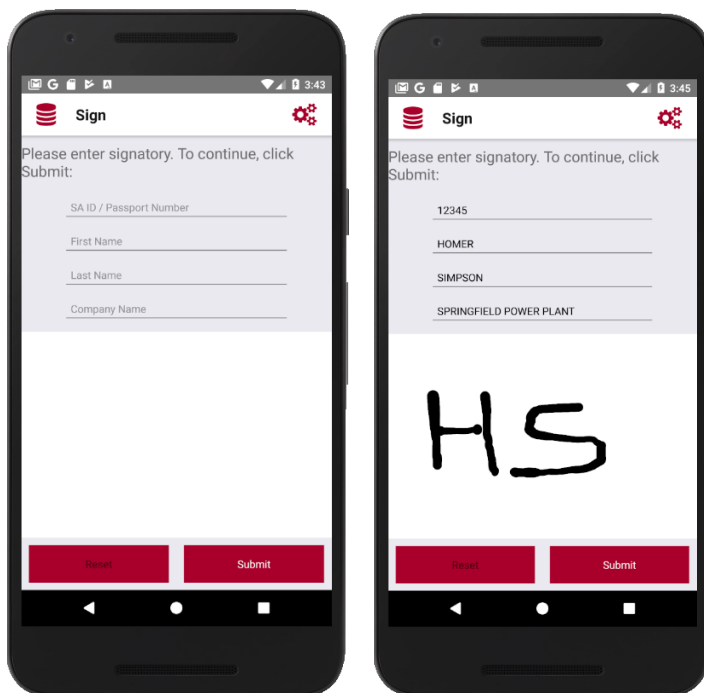 3:43
Sign
Please enter signatory. To continue, click
Submit:
SA ID / Passport Number
First Name
Last Name
Company Name
Reset
Submit
3:45
Sign
Please enter signatory. To continue, click
Submit:
12345
HOMER
SIMPSON
SPRINGFIELD POWER PLANT
HS
Reset
Submit